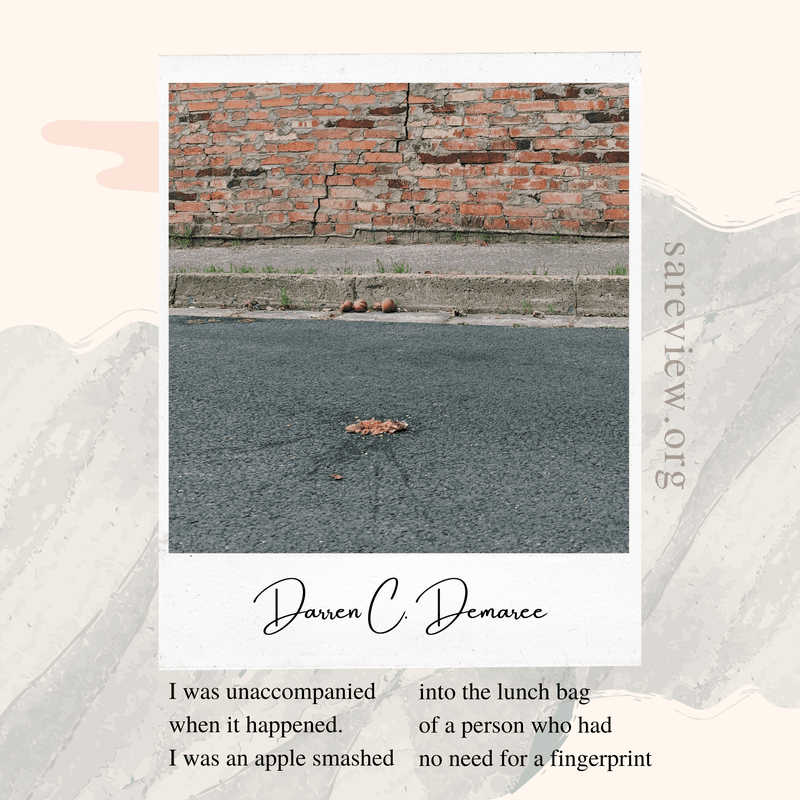 sareview.org
Darren C. Demaree
I was unaccompanied
when it happened.
I was an apple smashed
into the lunch bag
of a person who had
no need for a fingerprint